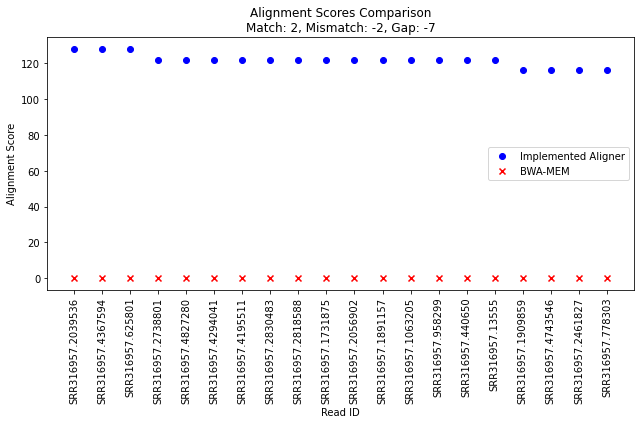 Alignment Scores Comparison
Match: 2, Mismatch: -2, Gap: -7
Alignment Score
120
100
80
60
40
20
0
Implemented Aligner
BWA-MEM
SRR316957.2039536
SRR316957.4367594
SRR316957.625801
SRR316957.2738801
SRR316957.4827280
SRR316957.4294041
SRR316957.4195511
SRR316957.2830483
SRR316957.2818588
SRR316957.1731875
SRR316957.2056902
SRR316957.1891157
SRR316957.1063205
SRR316957.958299
SRR316957.440650
SRR316957.13555
SRR316957.1909859
SRR316957.4743546
SRR316957.2461827
SRR316957.778303
Read ID